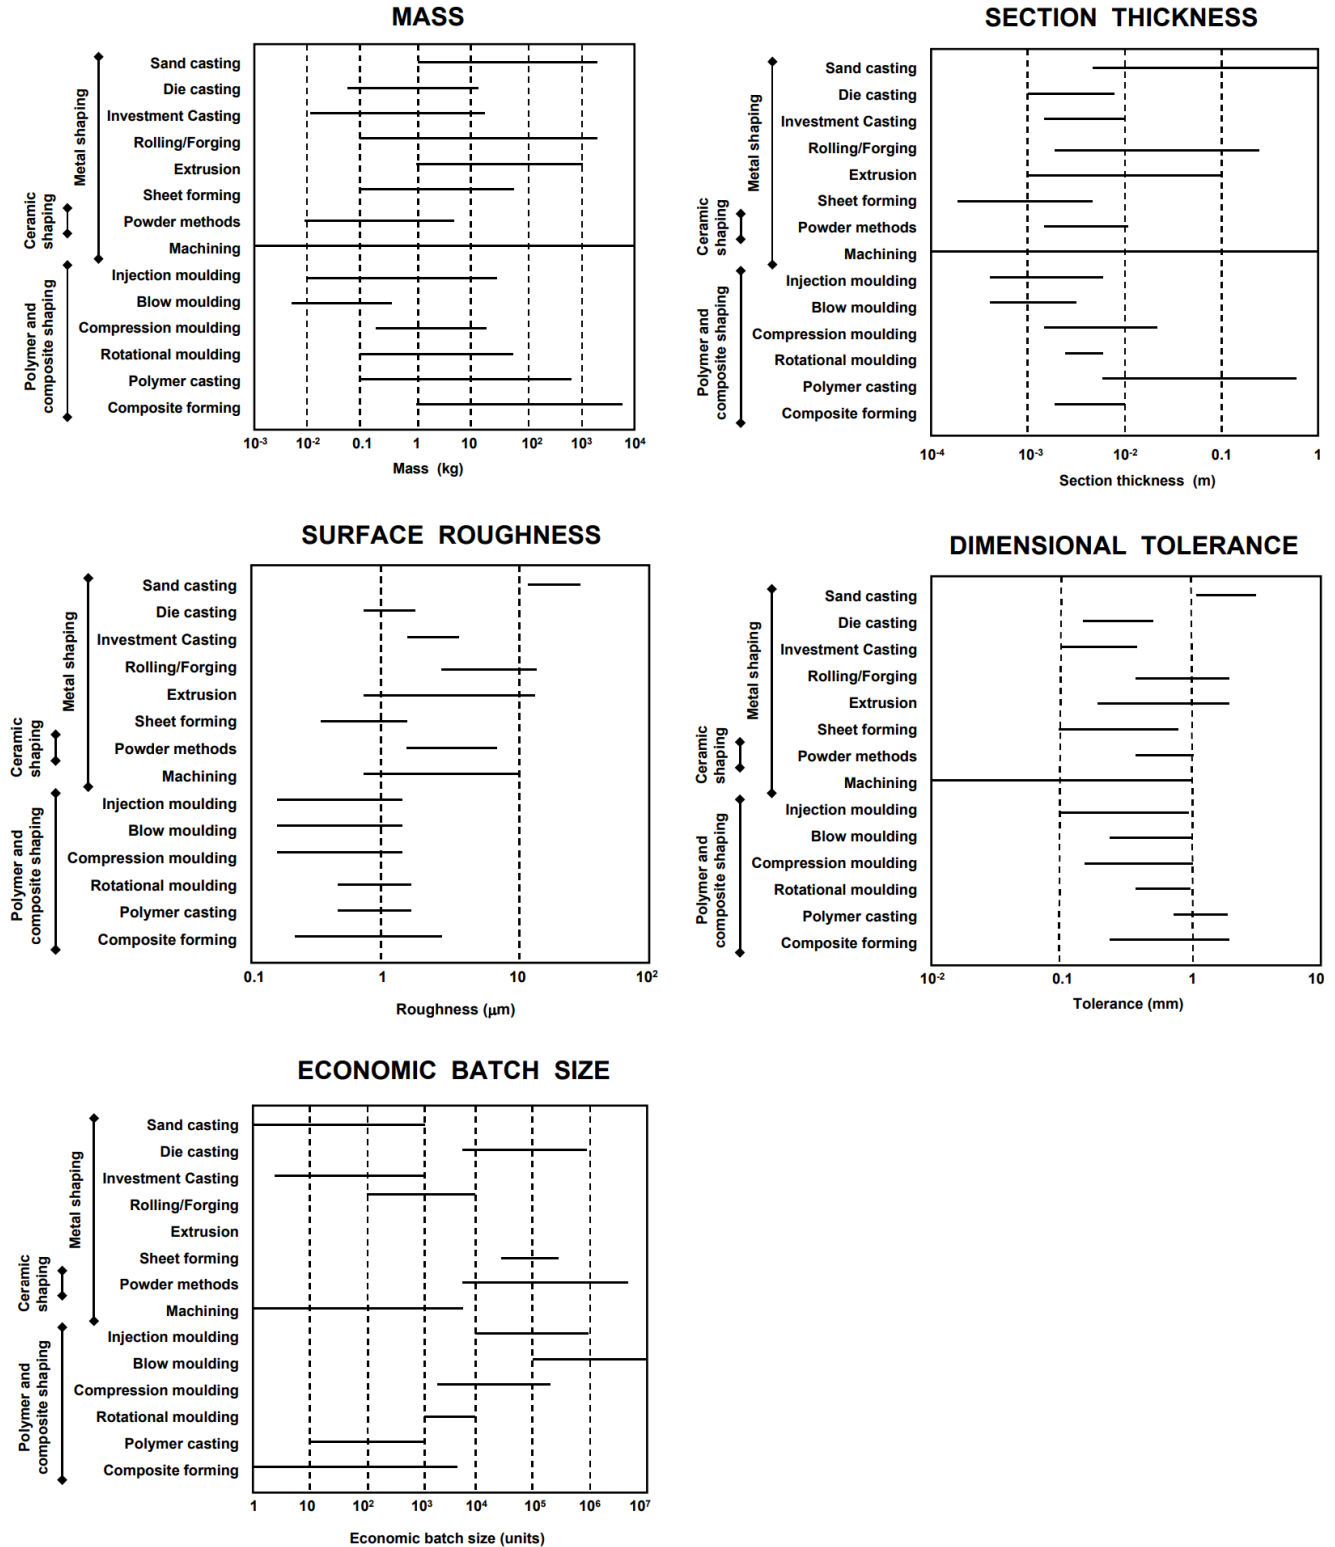 MASS
Metal shaping
Ceramic
shaping
Polymer and
composite shaping
Sand casting
Die casting
Investment Casting
Rolling/Forging
Extrusion
Sheet forming
Powder methods
Machining
Injection moulding
Blow moulding
Compression moulding
Rotational moulding
Polymer casting
Composite forming
10-3 10-2 0.1 1 10 10² 10³ 10⁴
Mass (kg)
SECTION THICKNESS
Metal shaping
Ceramic
shaping
Polymer and
composite shaping
Sand casting
Die casting
Investment Casting
Rolling/Forging
Extrusion
Sheet forming
Powder methods
Machining
Injection moulding
Blow moulding
Compression moulding
Rotational moulding
Polymer casting
Composite forming
10-4 10-3 10-2 0.1 1
Section thickness (m)
SURFACE ROUGHNESS
Metal shaping
Ceramic
shaping
Polymer and
composite shaping
Sand casting
Die casting
Investment Casting
Rolling/Forging
Extrusion
Sheet forming
Powder methods
Machining
Injection moulding
Blow moulding
Compression moulding
Rotational moulding
Polymer casting
Composite forming
0.1 1 10 10²
Roughness (μm)
DIMENSIONAL TOLERANCE
Metal shaping
Ceramic
shaping
Polymer and
composite shaping
Sand casting
Die casting
Investment Casting
Rolling/Forging
Extrusion
Sheet forming
Powder methods
Machining
Injection moulding
Blow moulding
Compression moulding
Rotational moulding
Polymer casting
Composite forming
10-2 0.1 1 10
Tolerance (mm)
ECONOMIC BATCH SIZE
Metal shaping
Ceramic
shaping
Polymer and
composite shaping
Sand casting
Die casting
Investment Casting
Rolling/Forging
Extrusion
Sheet forming
Powder methods
Machining
Injection moulding
Blow moulding
Compression moulding
Rotational moulding
Polymer casting
Composite forming
1 10 10² 10³ 10⁴ 10⁵ 10⁶ 10⁷
Economic batch size (units)